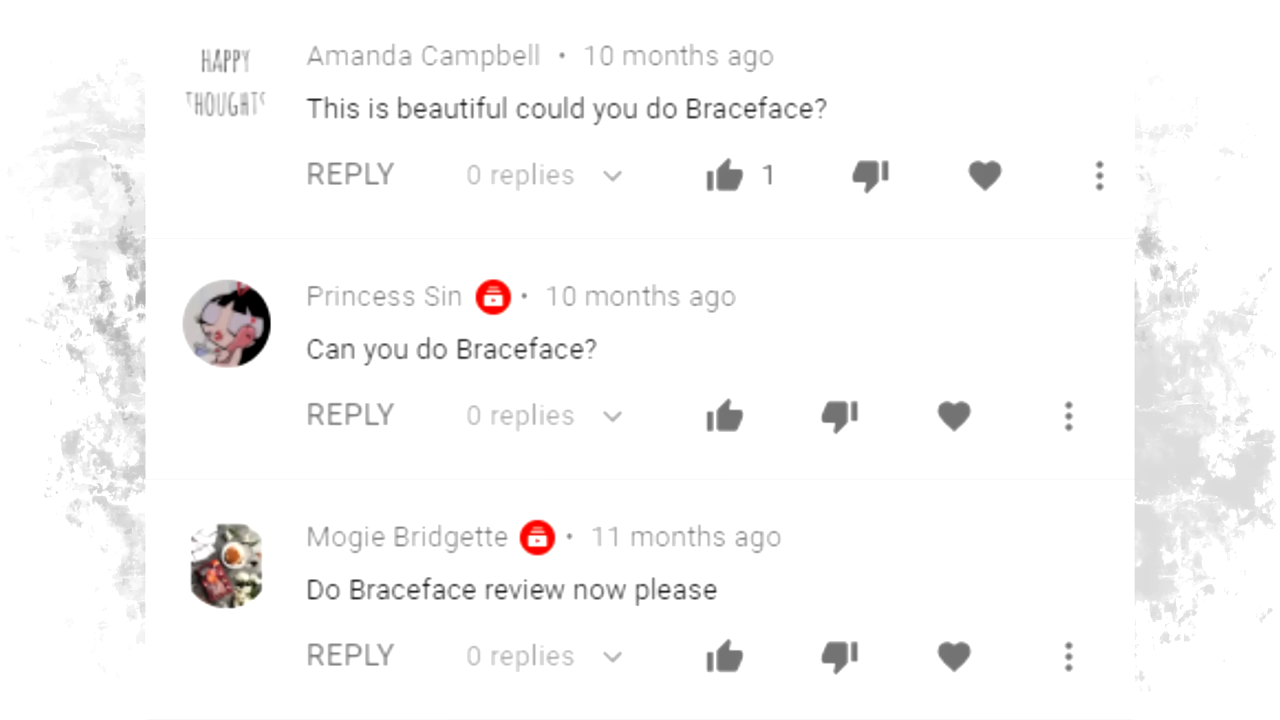 HAPPY
THOUGHTS
Amanda Campbell • 10 months ago
This is beautiful could you do Braceface?
REPLY 0 replies 1
Princess Sin • 10 months ago
Can you do Braceface?
REPLY 0 replies
Mogie Bridgette • 11 months ago
Do Braceface review now please
REPLY 0 replies